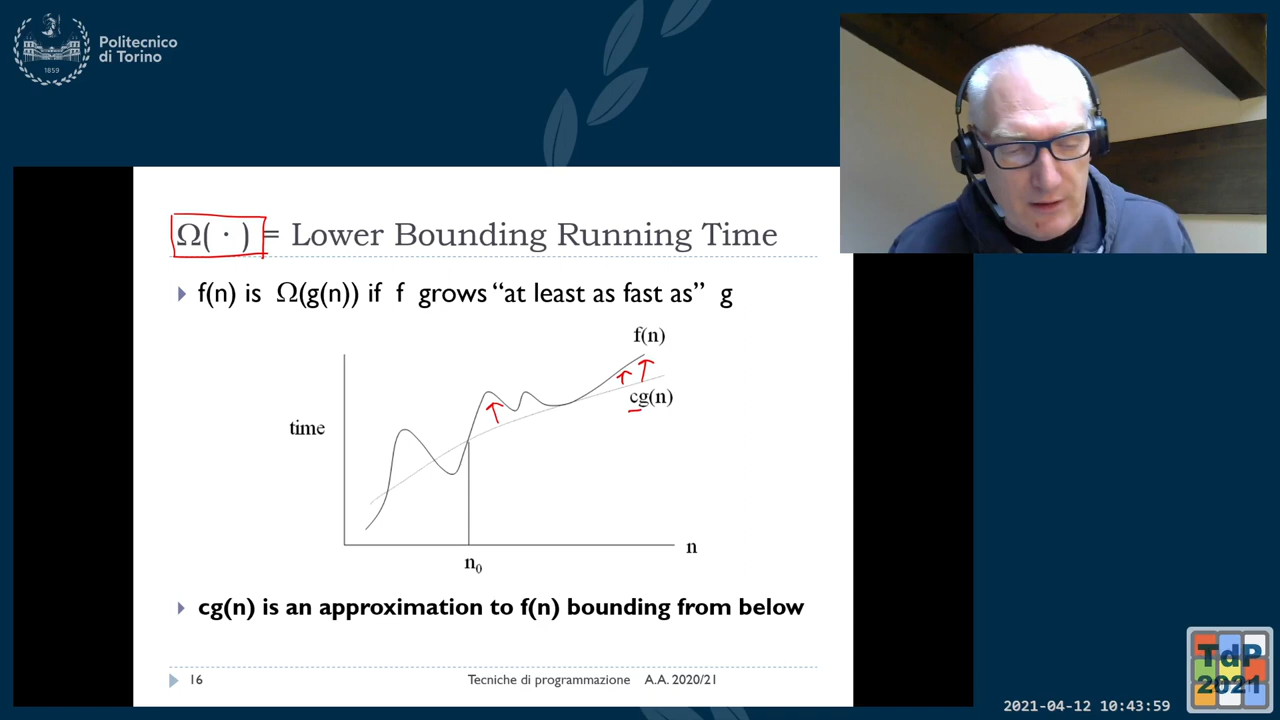 Politecnico
di Torino
1859
Ω( · ) = Lower Bounding Running Time
f(n) is Ω(g(n)) if f grows “at least as fast as” g
f(n)
cg(n)
time
n
n₀
cg(n) is an approximation to f(n) bounding from below
16
Tecniche di programmazione A.A. 2020/21
TdP
2021
2021-04-12 10:43:59